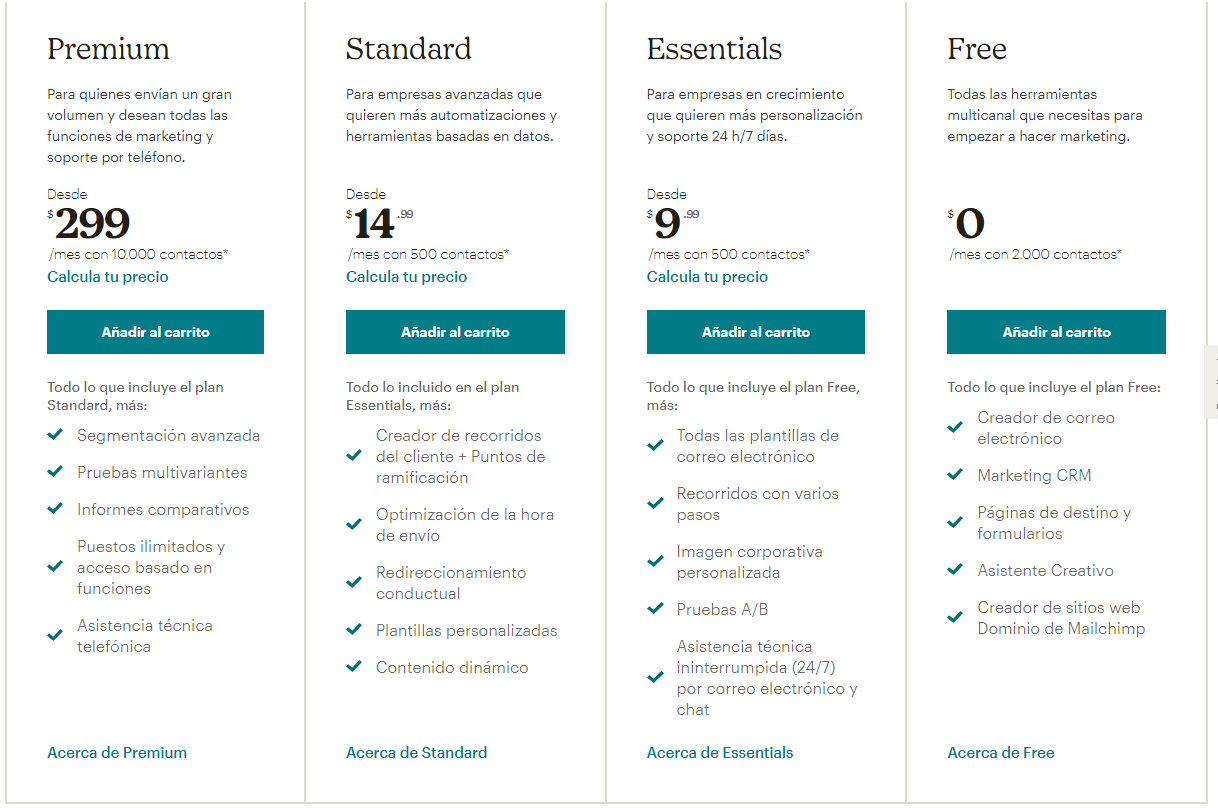 Premium
Para quienes envían un gran
volumen y desean todas las
funciones de marketing y
soporte por teléfono.
Desde
$299
/mes con 10.000 contactos*
Calcula tu precio
Añadir al carrito
Todo lo que incluye el plan
Standard, más:
Segmentación avanzada
Pruebas multivariantes
Informes comparativos
Puestos ilimitados y
acceso basado en
funciones
Asistencia técnica
telefónica
Acerca de Premium
Standard
Para empresas avanzadas que
quieren más automatizaciones y
herramientas basadas en datos.
Desde
$14.99
/mes con 500 contactos*
Calcula tu precio
Añadir al carrito
Todo lo incluido en el plan
Essentials, más:
Creador de recorridos
del cliente + Puntos de
ramificación
Optimización de la hora
de envío
Redireccionamiento
conductual
Plantillas personalizadas
Contenido dinámico
Acerca de Standard
Essentials
Para empresas en crecimiento
que quieren más personalización
y soporte 24 h/7 días.
Desde
$9.99
/mes con 500 contactos*
Calcula tu precio
Añadir al carrito
Todo lo que incluye el plan Free,
más:
Todas las plantillas de
correo electrónico
Recorridos con varios
pasos
Imagen corporativa
personalizada
Pruebas A/B
Asistencia técnica
ininterrumpida (24/7)
por correo electrónico y
chat
Acerca de Essentials
Free
Todas las herramientas
multicanal que necesitas para
empezar a hacer marketing.
$0
/mes con 2.000 contactos*
Añadir al carrito
Todo lo que incluye el plan Free:
Creador de correo
electrónico
Marketing CRM
Páginas de destino y
formularios
Asistente Creativo
Creador de sitios web
Dominio de Mailchimp
Acerca de Free